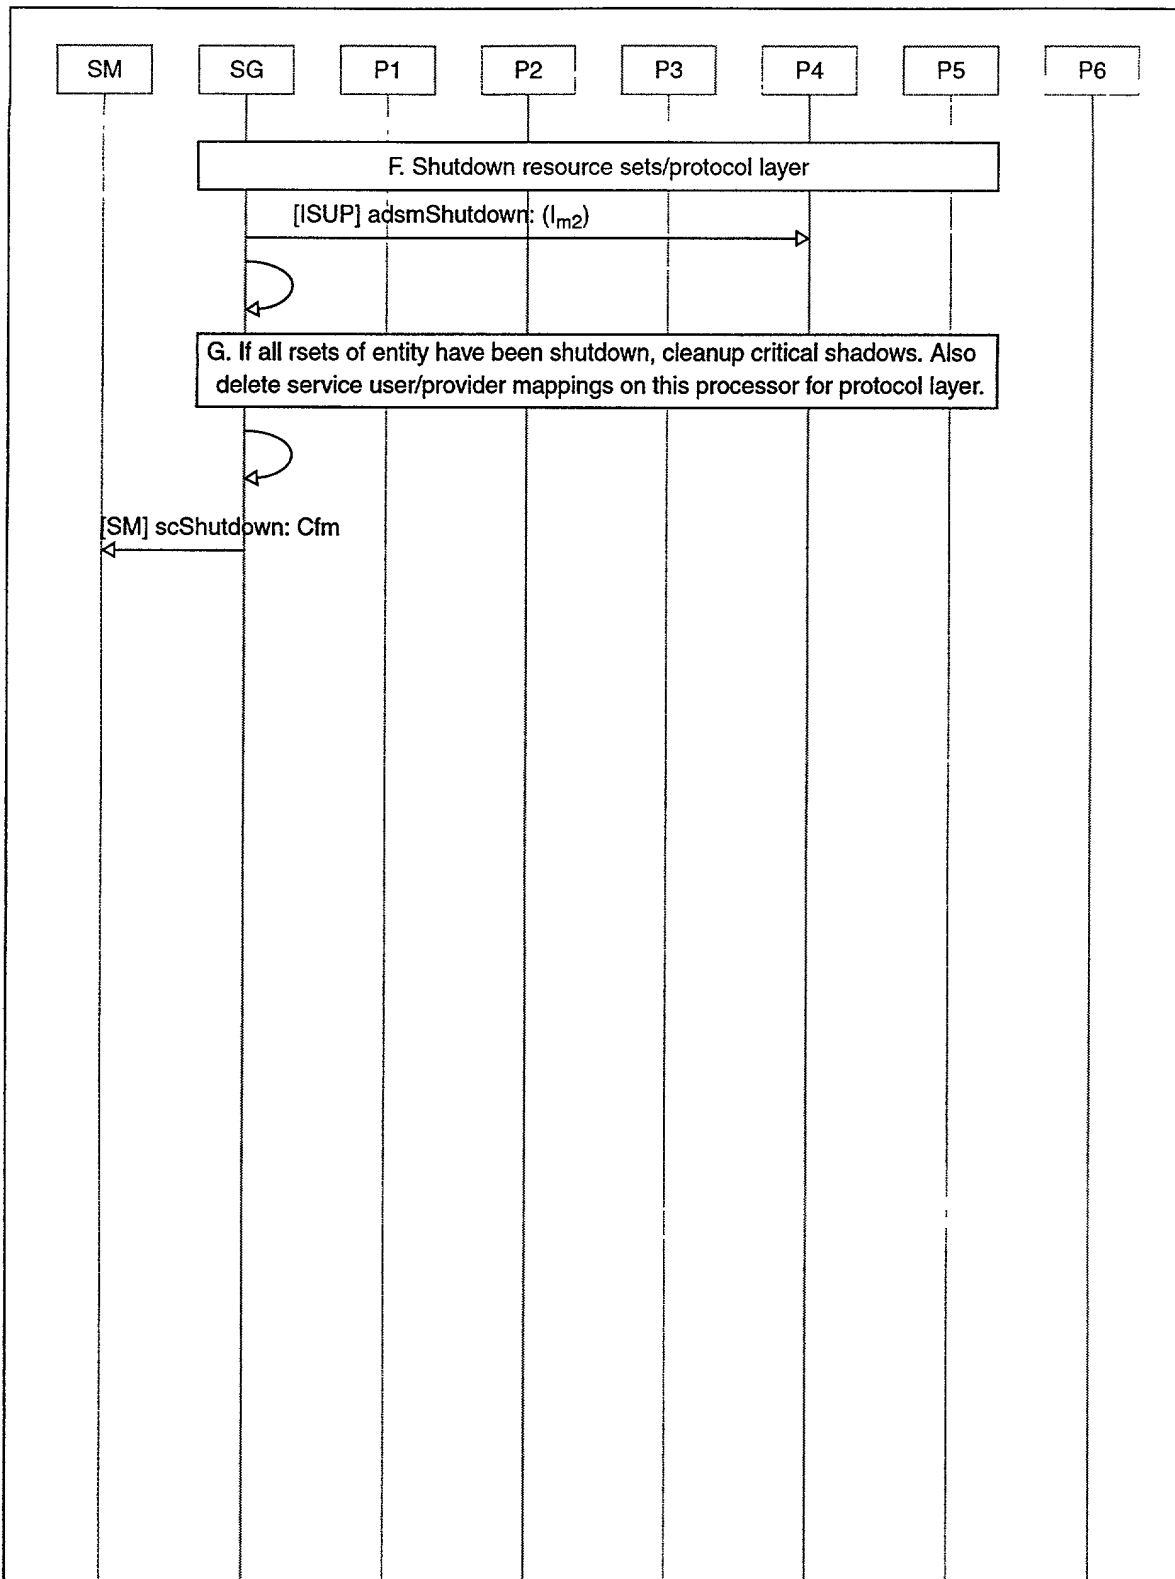 SM SG P1 P2 P3 P4 P5 P6
F. Shutdown resource sets/protocol layer
[ISUP] adsmShutdown: (Im2)
G. If all rsets of entity have been shutdown, cleanup critical shadows. Also
delete service user/provider mappings on this processor for protocol layer.
[SM] scShutdown: Cfm